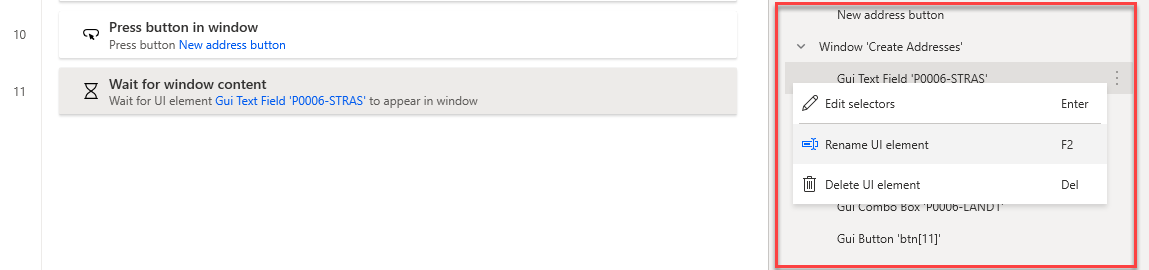 10
Press button in window
Press button New address button
11
Wait for window content
Wait for UI element Gui Text Field 'P0006-STRAS' to appear in window
New address button
Window 'Create Addresses'
Gui Text Field 'P0006-STRAS'
Edit selectors Enter
Rename UI element F2
Delete UI element Del
Gui Combo Box 'P0006-LAND1'
Gui Button 'btn[11]'